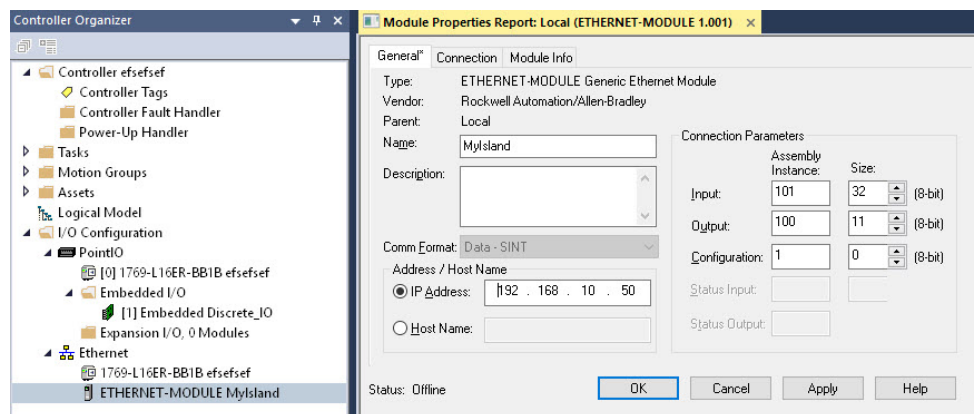 Controller Organizer
Controller efsefsef
Controller Tags
Controller Fault Handler
Power-Up Handler
Tasks
Motion Groups
Assets
Logical Model
I/O Configuration
PointIO
[0] 1769-L16ER-BB1B efsefsef
Embedded I/O
[1] Embedded Discrete_IO
Expansion I/O, 0 Modules
Ethernet
1769-L16ER-BB1B efsefsef
ETHERNET-MODULE MyIsland
Module Properties Report: Local (ETHERNET-MODULE 1.001)
General* Connection Module Info
Type: ETHERNET-MODULE Generic Ethernet Module
Vendor: Rockwell Automation/Allen-Bradley
Parent: Local
Name: MyIsland
Description:
Comm Format: Data - SINT
Address / Host Name
IP Address: 192 . 168 . 10 . 50
Host Name:
Connection Parameters
Assembly
Instance: Size:
Input: 101 32 (8-bit)
Output: 100 11 (8-bit)
Configuration: 1 0 (8-bit)
Status Input:
Status Output:
Status: Offline
OK Cancel Apply Help